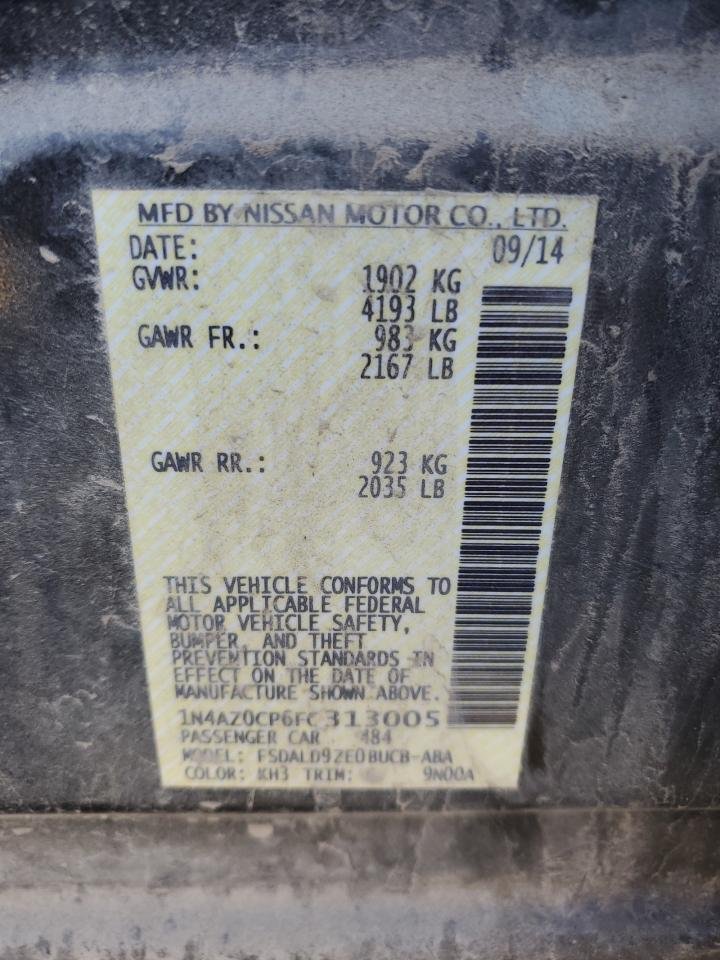 MFD BY NISSAN MOTOR CO., LTD.
DATE: 09/14
GVWR: 1902 KG
4193 LB
GAWR FR.: 983 KG
2167 LB
GAWR RR.: 923 KG
2035 LB
THIS VEHICLE CONFORMS TO
ALL APPLICABLE FEDERAL
MOTOR VEHICLE SAFETY,
BUMPER, AND THEFT
PREVENTION STANDARDS IN
EFFECT ON THE DATE OF
MANUFACTURE SHOWN ABOVE.
1N4AZ0CP6FC313005
PASSENGER CAR 484
MODEL: FSDALD9ZE0BUCB-ABA
COLOR: KH3 TRIM: 9N00A